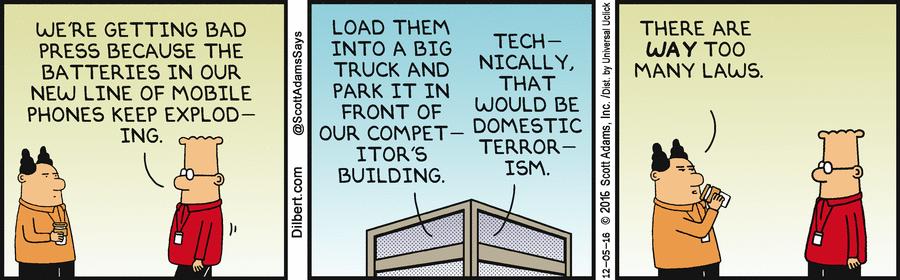 WE'RE GETTING BAD
PRESS BECAUSE THE
BATTERIES IN OUR
NEW LINE OF MOBILE
PHONES KEEP EXPLOD–
ING.
Dilbert.com @ScottAdamsSays
LOAD THEM
INTO A BIG
TRUCK AND
PARK IT IN
FRONT OF
OUR COMPET–
ITOR'S
BUILDING.
TECH–
NICALLY,
THAT
WOULD BE
DOMESTIC
TERROR–
ISM.
12-05-16 © 2016 Scott Adams, Inc. /Dist. by Universal Uclick
THERE ARE
WAY TOO
MANY LAWS.